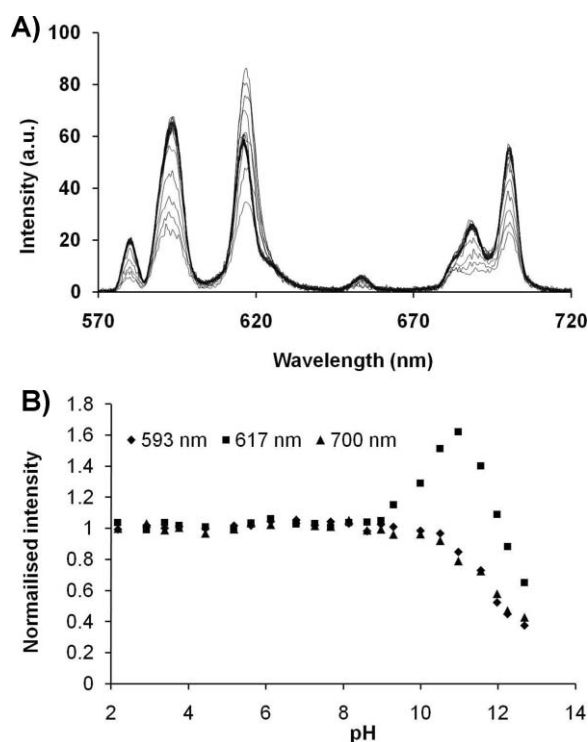 A)
100
80
60
40
20
0
Intensity (a.u.)
570 620 670 720
Wavelength (nm)
B)
1.8
1.6
1.4
1.2
1
0.8
0.6
0.4
0.2
0
Normailised intensity
593 nm 617 nm 700 nm
2 4 6 8 10 12 14
pH